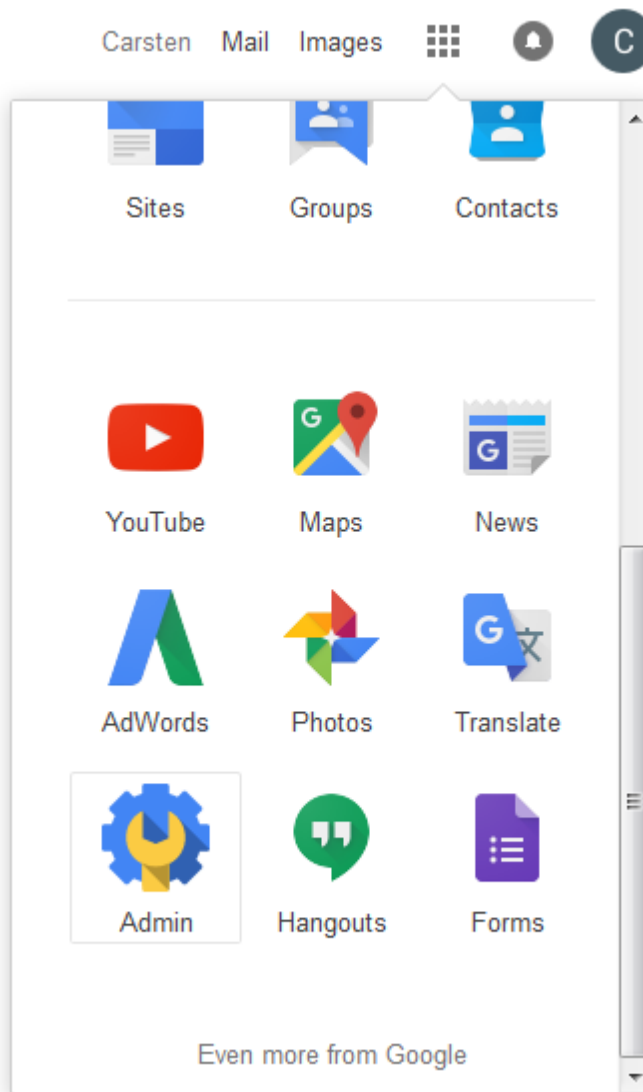 Carsten Mail Images C
Sites Groups Contacts
G G
YouTube Maps News
G 文
AdWords Photos Translate
Admin Hangouts Forms
Even more from Google